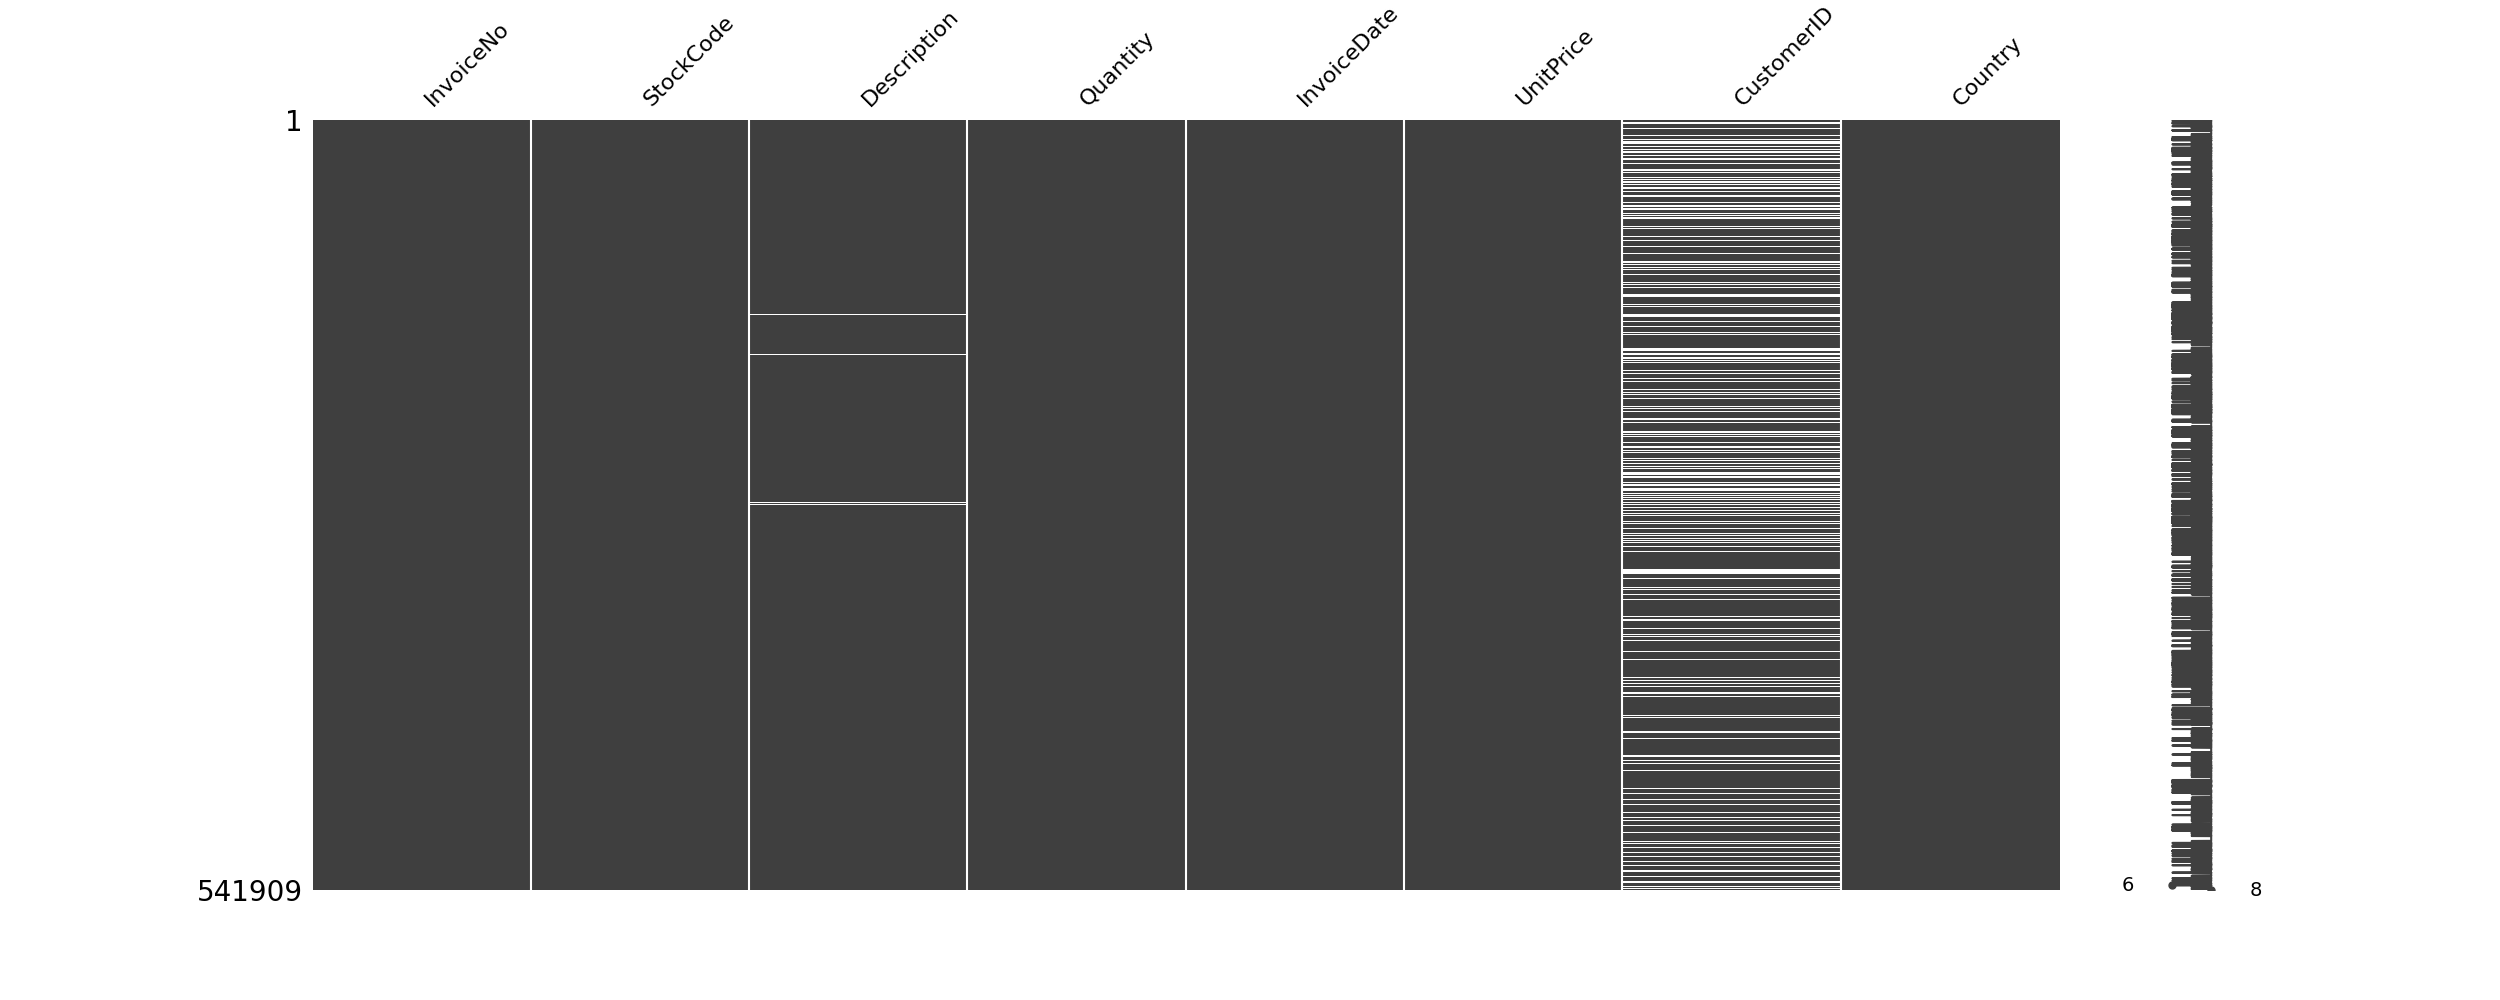 InvoiceNo
StockCode
Description
Quantity
InvoiceDate
UnitPrice
CustomerID
Country
1
541909
6
8